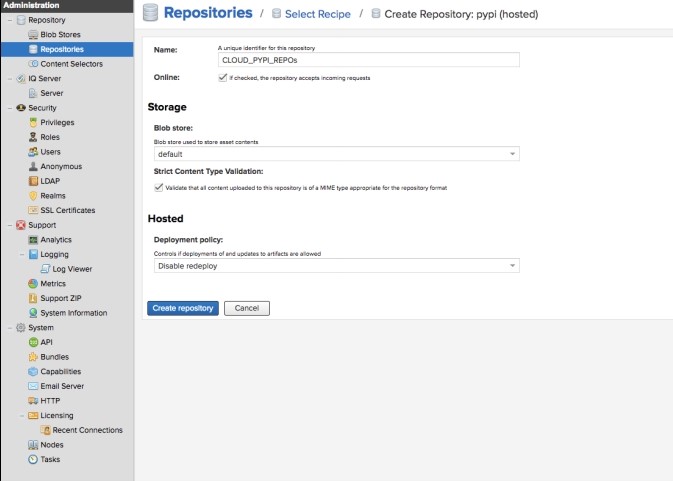 Administration
Repository
Blob Stores
Repositories
Content Selectors
IQ Server
Server
Security
Privileges
Roles
Users
Anonymous
LDAP
Realms
SSL Certificates
Support
Analytics
Logging
Log Viewer
Metrics
Support ZIP
System Information
System
API
Bundles
Capabilities
Email Server
HTTP
Licensing
Recent Connections
Nodes
Tasks
Repositories / Select Recipe / Create Repository: pypi (hosted)
Name: A unique identifier for this repository
CLOUD_PYPI_REPOs
Online: If checked, the repository accepts incoming requests
Storage
Blob store:
Blob store used to store asset contents
default
Strict Content Type Validation:
Validate that all content uploaded to this repository is of a MIME type appropriate for the repository format
Hosted
Deployment policy:
Controls if deployments of and updates to artifacts are allowed
Disable redeploy
Create repository Cancel